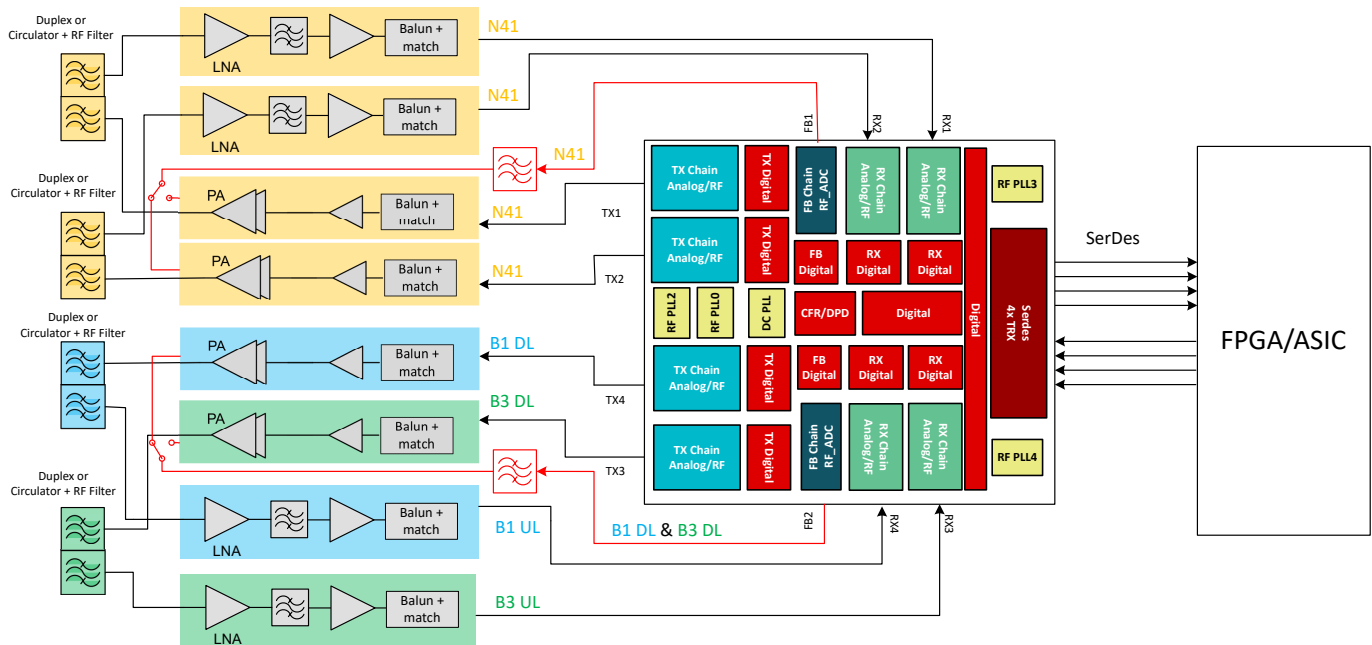 Duplex or
Circulator + RF Filter
LNA
Balun +
match
N41
LNA
Balun +
match
N41
Duplex or
Circulator + RF Filter
N41
PA
Balun +
match
N41
PA
Balun +
match
N41
Duplex or
Circulator + RF Filter
PA
Balun +
match
B1 DL
PA
Balun +
match
B3 DL
Duplex or
Circulator + RF Filter
LNA
Balun +
match
B1 UL
B1 DL & B3 DL
LNA
Balun +
match
B3 UL
FB1
RX2
RX1
TX1
TX2
TX4
TX3
FB2
RX4
RX3
TX Chain
Analog/RF
TX Digital
FB Chain
RF_ADC
RX Chain
Analog/RF
RX Chain
Analog/RF
RF PLL3
TX Chain
Analog/RF
TX Digital
FB
Digital
RX
Digital
RX
Digital
RF PLL2
RF PLL0
DC PLL
CFR/DPD
Digital
Digital
Serdes
4x TRX
TX Chain
Analog/RF
TX Digital
FB
Digital
RX
Digital
RX
Digital
TX Chain
Analog/RF
TX Digital
FB Chain
RF_ADC
RX Chain
Analog/RF
RX Chain
Analog/RF
RF PLL4
SerDes
FPGA/ASIC